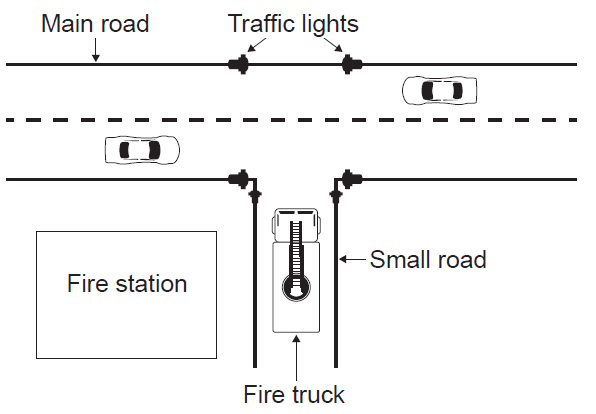 Main road
Traffic lights
Small road
Fire station
Fire truck